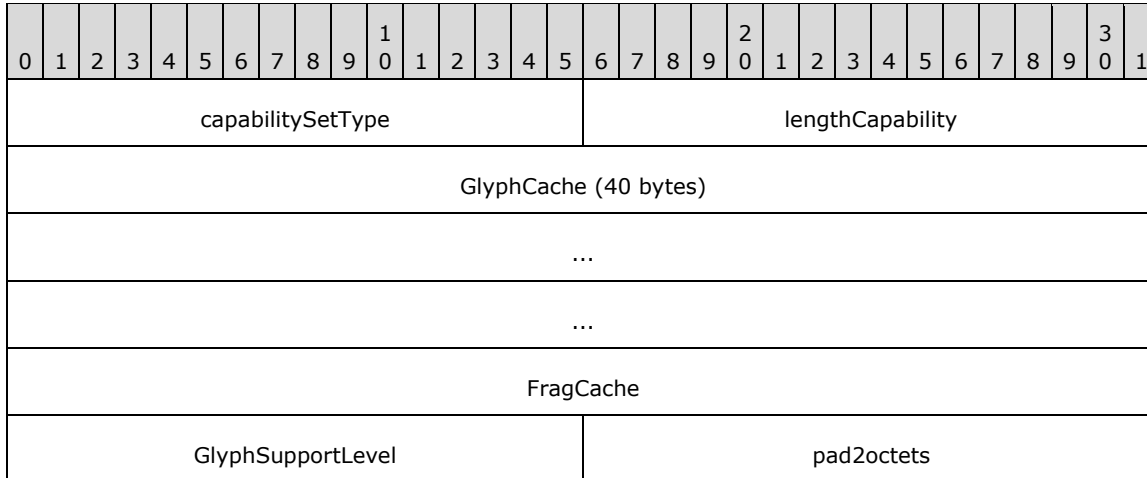 1 2 3
0 1 2 3 4 5 6 7 8 9 0 1 2 3 4 5 6 7 8 9 0 1 2 3 4 5 6 7 8 9 0 1
capabilitySetType lengthCapability
GlyphCache (40 bytes)
...
...
FragCache
GlyphSupportLevel pad2octets